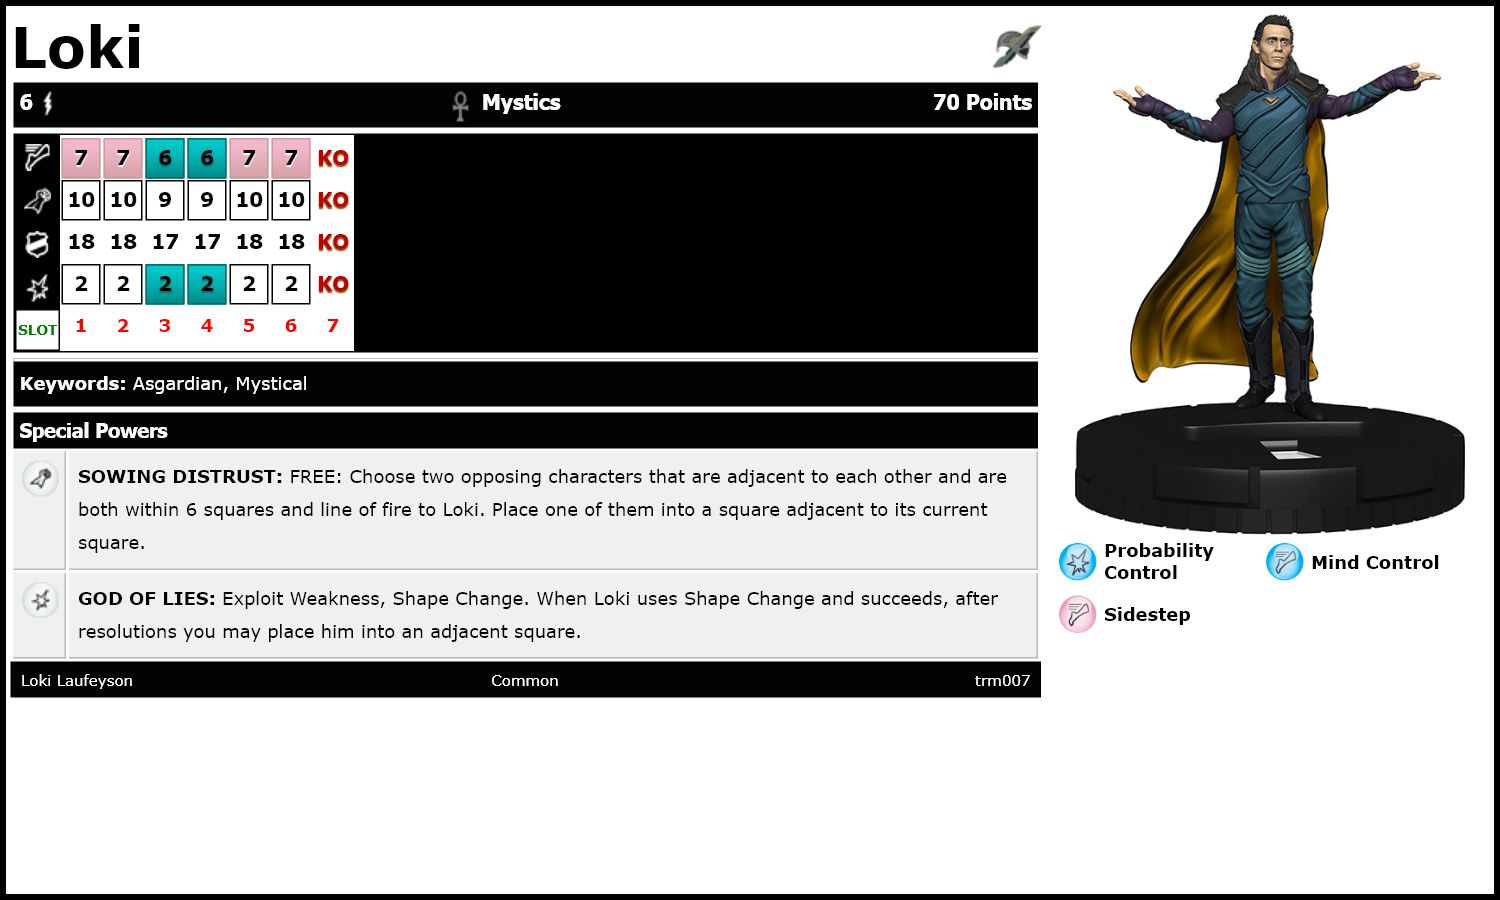 Loki
6 Mystics 70 Points
7 7 6 6 7 7 KO
10 10 9 9 10 10 KO
18 18 17 17 18 18 KO
2 2 2 2 2 2 KO
SLOT 1 2 3 4 5 6 7
Keywords: Asgardian, Mystical
Special Powers
SOWING DISTRUST: FREE: Choose two opposing characters that are adjacent to each other and are
both within 6 squares and line of fire to Loki. Place one of them into a square adjacent to its current
square.
GOD OF LIES: Exploit Weakness, Shape Change. When Loki uses Shape Change and succeeds, after
resolutions you may place him into an adjacent square.
Loki Laufeyson Common trm007
Probability
Control
Mind Control
Sidestep